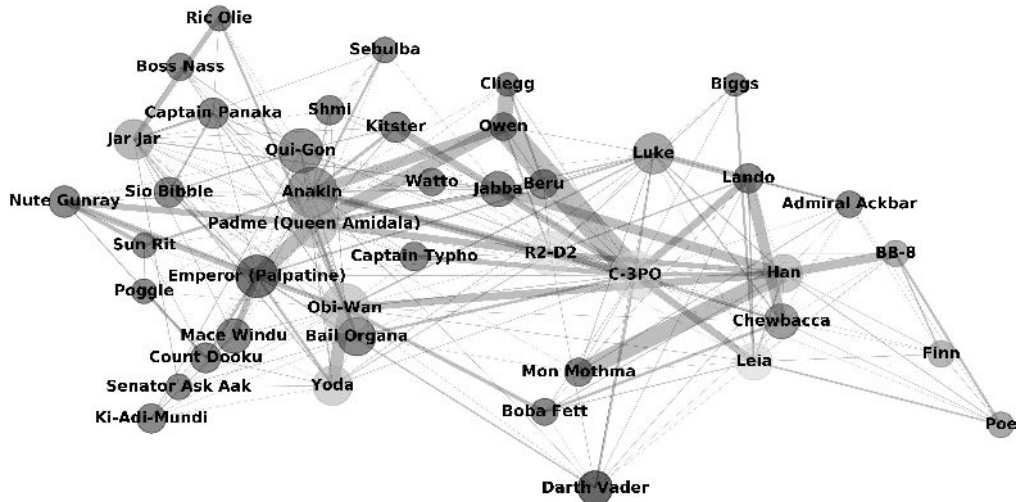 Ric Olie
Sebulba
Boss Nass
Cliegg
Biggs
Captain Panaka
Shmi
Kitster
Owen
Jar Jar
Qui-Gon
Luke
Nute Gunray
Sio Bibble
Anakin
Watto
Jabba
Beru
Lando
Admiral Ackbar
Padme (Queen Amidala)
Sun Rit
Captain Typho
R2-D2
BB-8
Emperor (Palpatine)
C-3PO
Han
Poggle
Obi-Wan
Mace Windu
Bail Organa
Chewbacca
Count Dooku
Leia
Finn
Senator Ask Aak
Yoda
Mon Mothma
Ki-Adi-Mundi
Boba Fett
Poe
Darth Vader